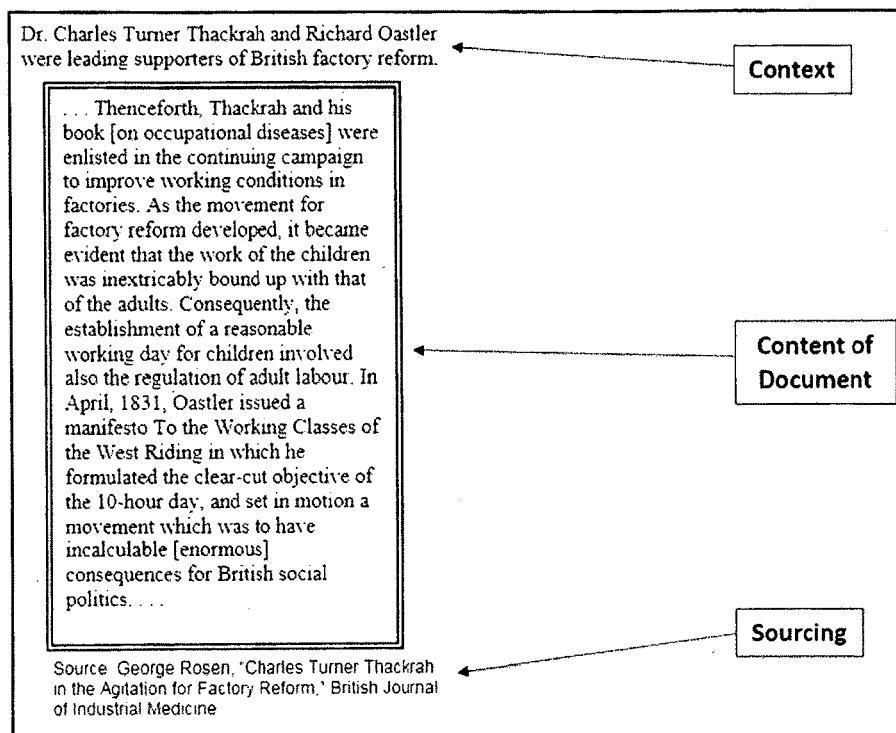 Dr. Charles Turner Thackrah and Richard Oastler
were leading supporters of British factory reform.
Context
. . . Thenceforth, Thackrah and his
book [on occupational diseases] were
enlisted in the continuing campaign
to improve working conditions in
factories. As the movement for
factory reform developed, it became
evident that the work of the children
was inextricably bound up with that
of the adults. Consequently, the
establishment of a reasonable
working day for children involved
also the regulation of adult labour. In
April, 1831, Oastler issued a
manifesto To the Working Classes of
the West Riding in which he
formulated the clear-cut objective of
the 10-hour day, and set in motion a
movement which was to have
incalculable [enormous]
consequences for British social
politics. . . .
Content of
Document
Sourcing
Source George Rosen, "Charles Turner Thackrah
in the Agitation for Factory Reform," British Journal
of Industrial Medicine